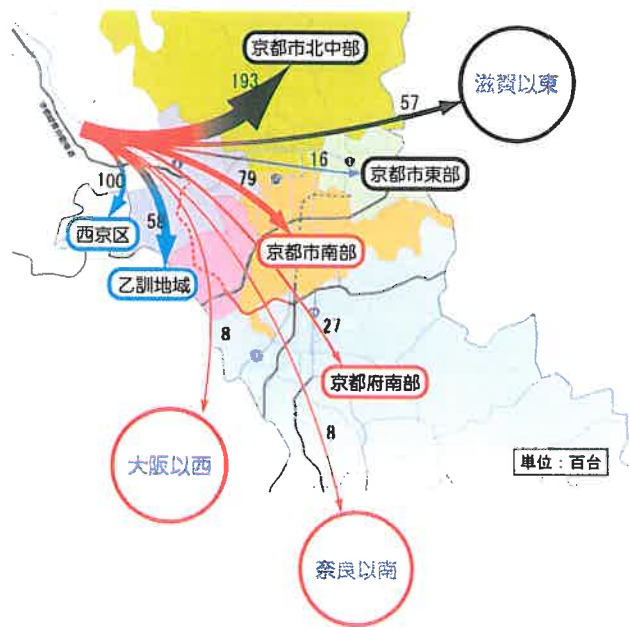 京都市北中部
193
滋賀以東
57
16
京都市東部
100
79
西京区
58
京都市南部
乙訓地域
8
27
京都府南部
大阪以西
8
単位：百台
奈良以南